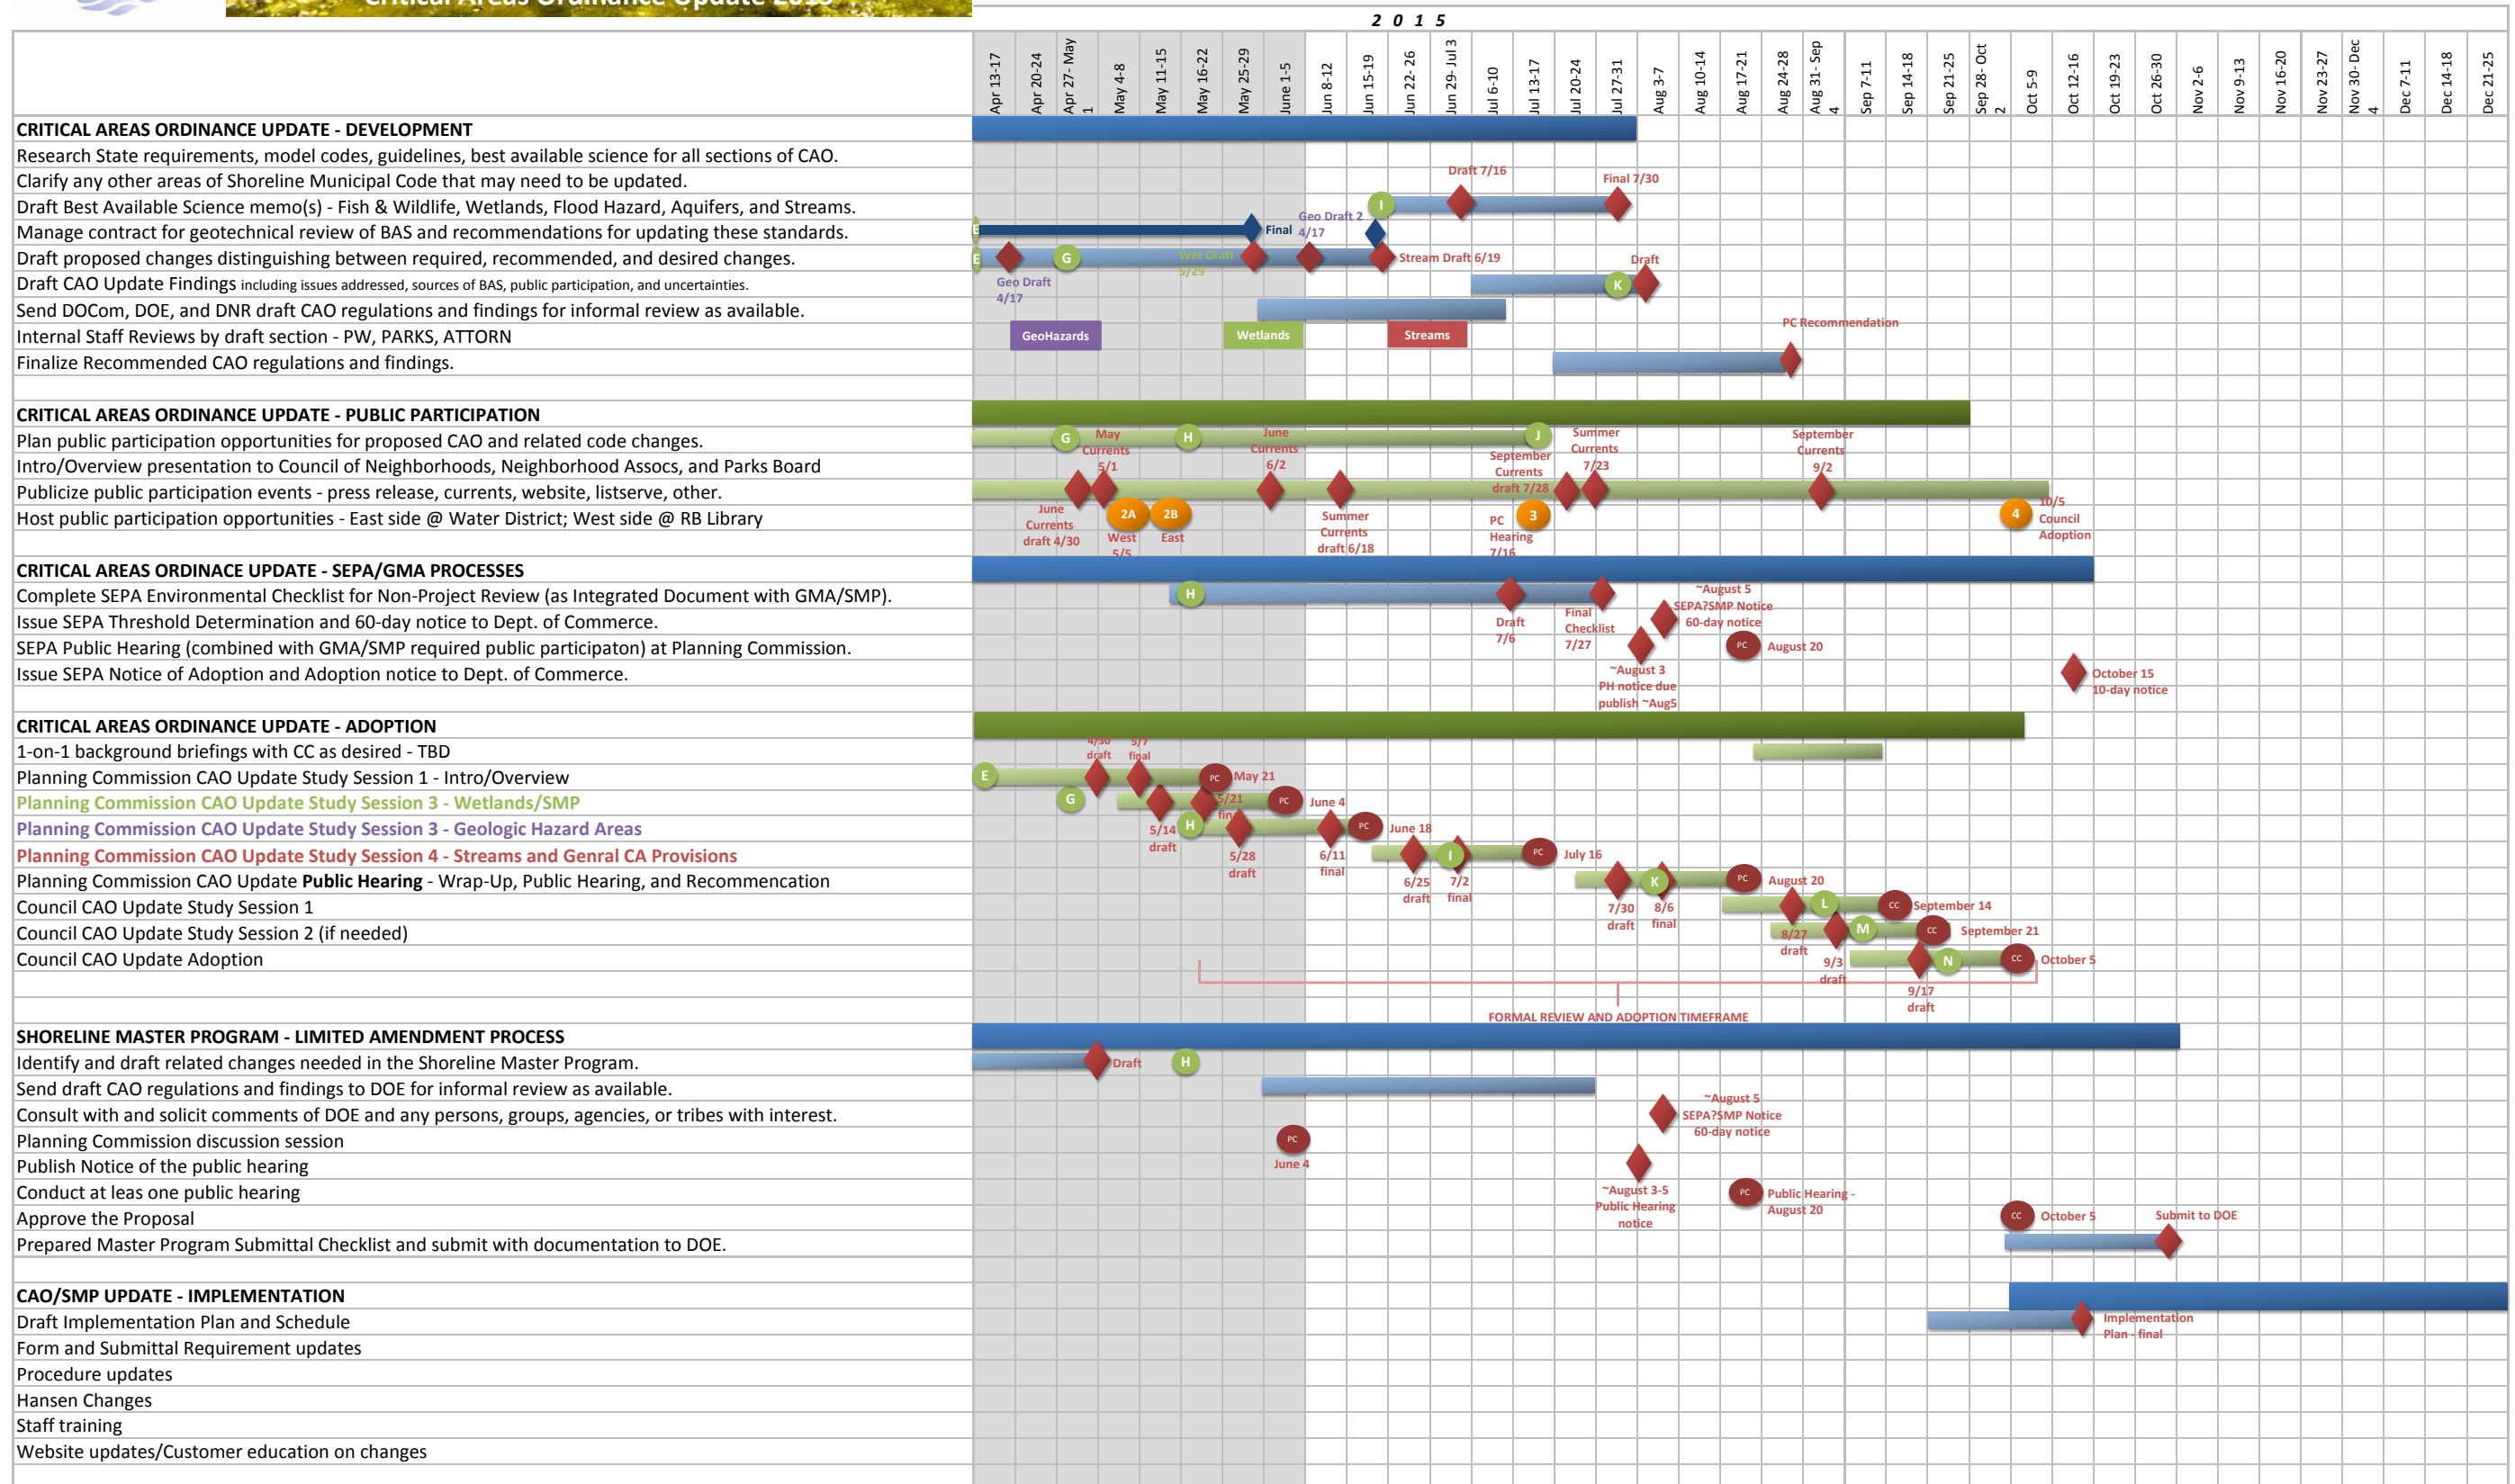 Critical Areas Ordinance Update 2015
2 0 1 5
Apr 13-17
Apr 20-24
Apr 27- May 1
May 4-8
May 11-15
May 16-22
May 25-29
June 1-5
Jun 8-12
Jun 15-19
Jun 22- 26
Jun 29- Jul 3
Jul 6-10
Jul 13-17
Jul 20-24
Jul 27-31
Aug 3-7
Aug 10-14
Aug 17-21
Aug 24-28
Aug 31- Sep 4
Sep 7-11
Sep 14-18
Sep 21-25
Sep 28- Oct 2
Oct 5-9
Oct 12-16
Oct 19-23
Oct 26-30
Nov 2-6
Nov 9-13
Nov 16-20
Nov 23-27
Nov 30- Dec 4
Dec 7-11
Dec 14-18
Dec 21-25
CRITICAL AREAS ORDINANCE UPDATE - DEVELOPMENT
Research State requirements, model codes, guidelines, best available science for all sections of CAO.
Clarify any other areas of Shoreline Municipal Code that may need to be updated.
Draft 7/16
Final 7/30
Draft Best Available Science memo(s) - Fish & Wildlife, Wetlands, Flood Hazard, Aquifers, and Streams.
I
Manage contract for geotechnical review of BAS and recommendations for updating these standards.
E
Final
Geo Draft 2
4/17
Draft proposed changes distinguishing between required, recommended, and desired changes.
E
G
Wet Draft
5/29
Stream Draft 6/19
Draft CAO Update Findings including issues addressed, sources of BAS, public participation, and uncertainties.
Geo Draft
4/17
K
Draft
Send DOCom, DOE, and DNR draft CAO regulations and findings for informal review as available.
Internal Staff Reviews by draft section - PW, PARKS, ATTORN
GeoHazards
Wetlands
Streams
PC Recommendation
Finalize Recommended CAO regulations and findings.
CRITICAL AREAS ORDINANCE UPDATE - PUBLIC PARTICIPATION
Plan public participation opportunities for proposed CAO and related code changes.
G
H
J
Intro/Overview presentation to Council of Neighborhoods, Neighborhood Assocs, and Parks Board
May
Currents
5/1
June
Currents
6/2
September
Currents
draft 7/28
Summer
Currents
7/23
September
Currents
9/2
Publicize public participation events - press release, currents, website, listserve, other.
Host public participation opportunities - East side @ Water District; West side @ RB Library
June
Currents
draft 4/30
2A
West
5/5
2B
East
Summer
Currents
draft 6/18
PC
Hearing
7/16
3
4
10/5
Council
Adoption
CRITICAL AREAS ORDINACE UPDATE - SEPA/GMA PROCESSES
Complete SEPA Environmental Checklist for Non-Project Review (as Integrated Document with GMA/SMP).
H
Draft
7/6
Final
Checklist
7/27
~August 5
SEPA?SMP Notice
60-day notice
Issue SEPA Threshold Determination and 60-day notice to Dept. of Commerce.
SEPA Public Hearing (combined with GMA/SMP required public participaton) at Planning Commission.
~August 3
PH notice due
publish ~Aug5
PC
August 20
Issue SEPA Notice of Adoption and Adoption notice to Dept. of Commerce.
October 15
10-day notice
CRITICAL AREAS ORDINANCE UPDATE - ADOPTION
1-on-1 background briefings with CC as desired - TBD
4/30
draft
5/7
final
Planning Commission CAO Update Study Session 1 - Intro/Overview
E
PC
May 21
Planning Commission CAO Update Study Session 3 - Wetlands/SMP
G
5/14
draft
5/21
final
PC
June 4
Planning Commission CAO Update Study Session 3 - Geologic Hazard Areas
H
5/28
draft
6/11
final
PC
June 18
Planning Commission CAO Update Study Session 4 - Streams and Genral CA Provisions
6/25
draft
I
7/2
final
PC
July 16
Planning Commission CAO Update Public Hearing - Wrap-Up, Public Hearing, and Recommencation
7/30
draft
K
8/6
final
PC
August 20
Council CAO Update Study Session 1
8/27
draft
L
CC
September 14
Council CAO Update Study Session 2 (if needed)
9/3
draft
M
CC
September 21
Council CAO Update Adoption
9/17
draft
N
CC
October 5
FORMAL REVIEW AND ADOPTION TIMEFRAME
SHORELINE MASTER PROGRAM - LIMITED AMENDMENT PROCESS
Identify and draft related changes needed in the Shoreline Master Program.
Draft
H
Send draft CAO regulations and findings to DOE for informal review as available.
Consult with and solicit comments of DOE and any persons, groups, agencies, or tribes with interest.
~August 5
SEPA?SMP Notice
60-day notice
Planning Commission discussion session
PC
June 4
Publish Notice of the public hearing
~August 3-5
Public Hearing
notice
Conduct at leas one public hearing
PC
Public Hearing -
August 20
Approve the Proposal
CC
October 5
Submit to DOE
Prepared Master Program Submittal Checklist and submit with documentation to DOE.
CAO/SMP UPDATE - IMPLEMENTATION
Draft Implementation Plan and Schedule
Implementation
Plan - final
Form and Submittal Requirement updates
Procedure updates
Hansen Changes
Staff training
Website updates/Customer education on changes